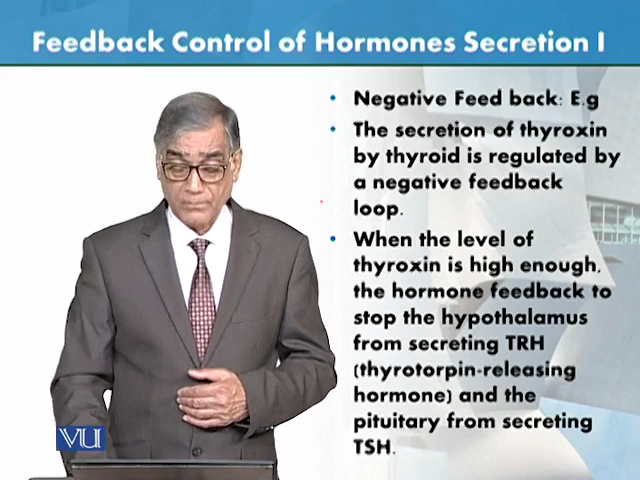 Feedback Control of Hormones Secretion I
• Negative Feed back: E.g
• The secretion of thyroxin
by thyroid is regulated by
a negative feedback
loop.
• When the level of
thyroxin is high enough,
the hormone feedback to
stop the hypothalamus
from secreting TRH
(thyrotorpin-releasing
hormone) and the
pituitary from secreting
TSH.
VU